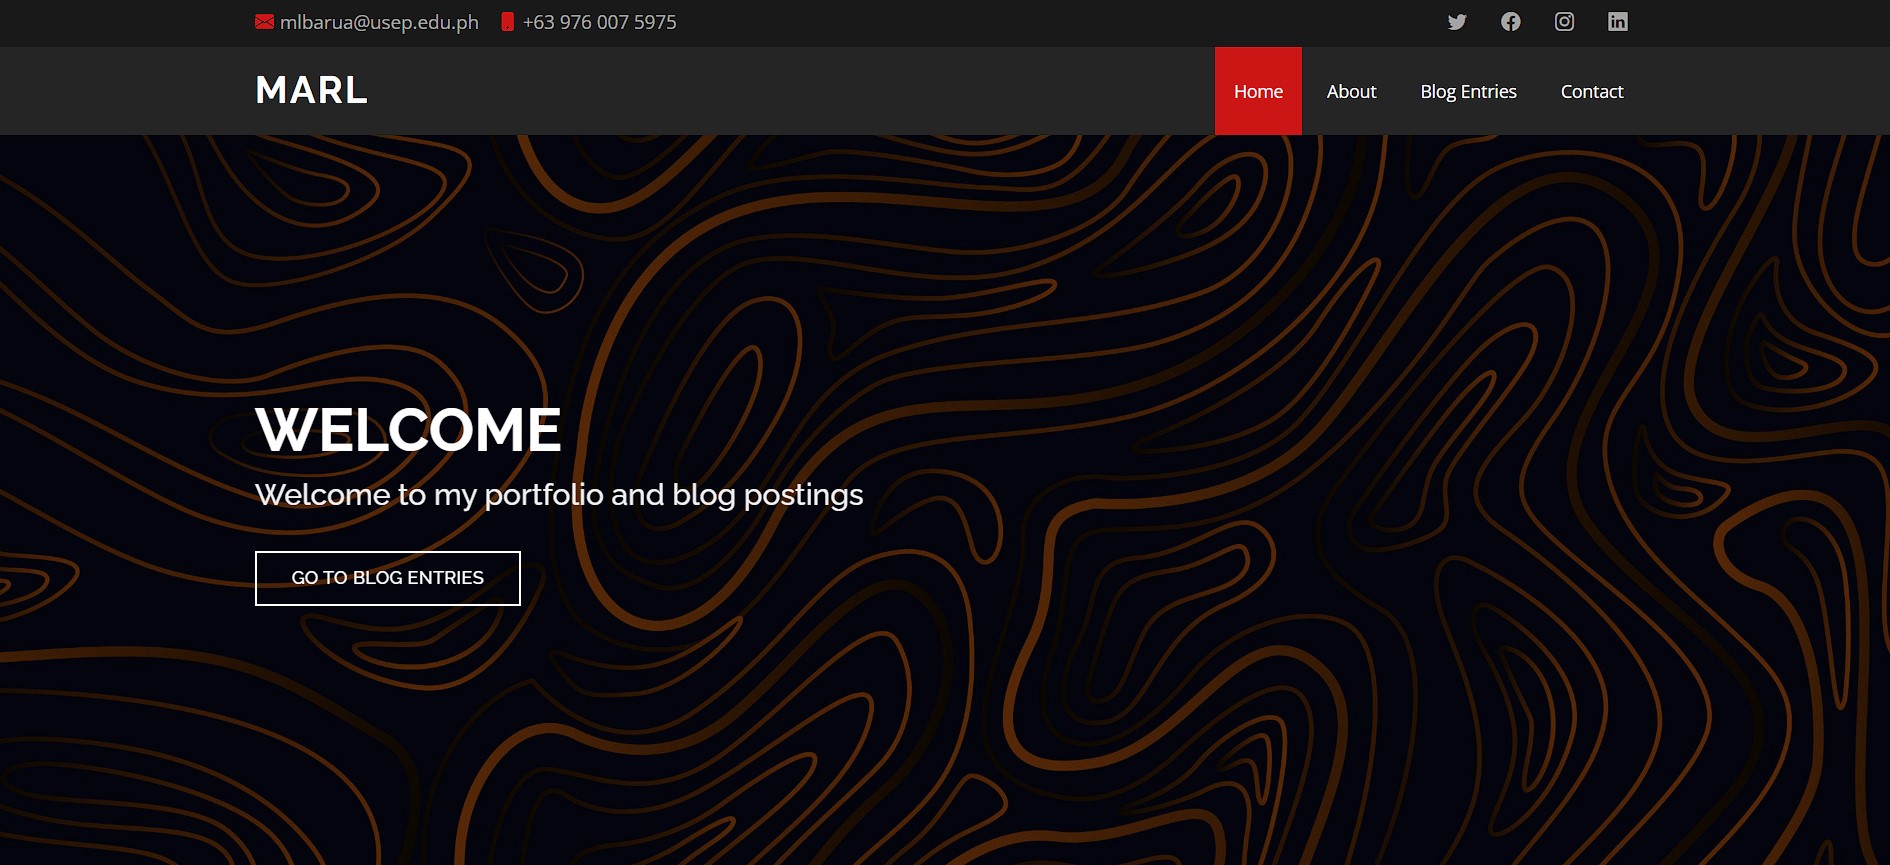 mlbarua@usep.edu.ph +63 976 007 5975
MARL
Home About Blog Entries Contact
WELCOME
Welcome to my portfolio and blog postings
GO TO BLOG ENTRIES